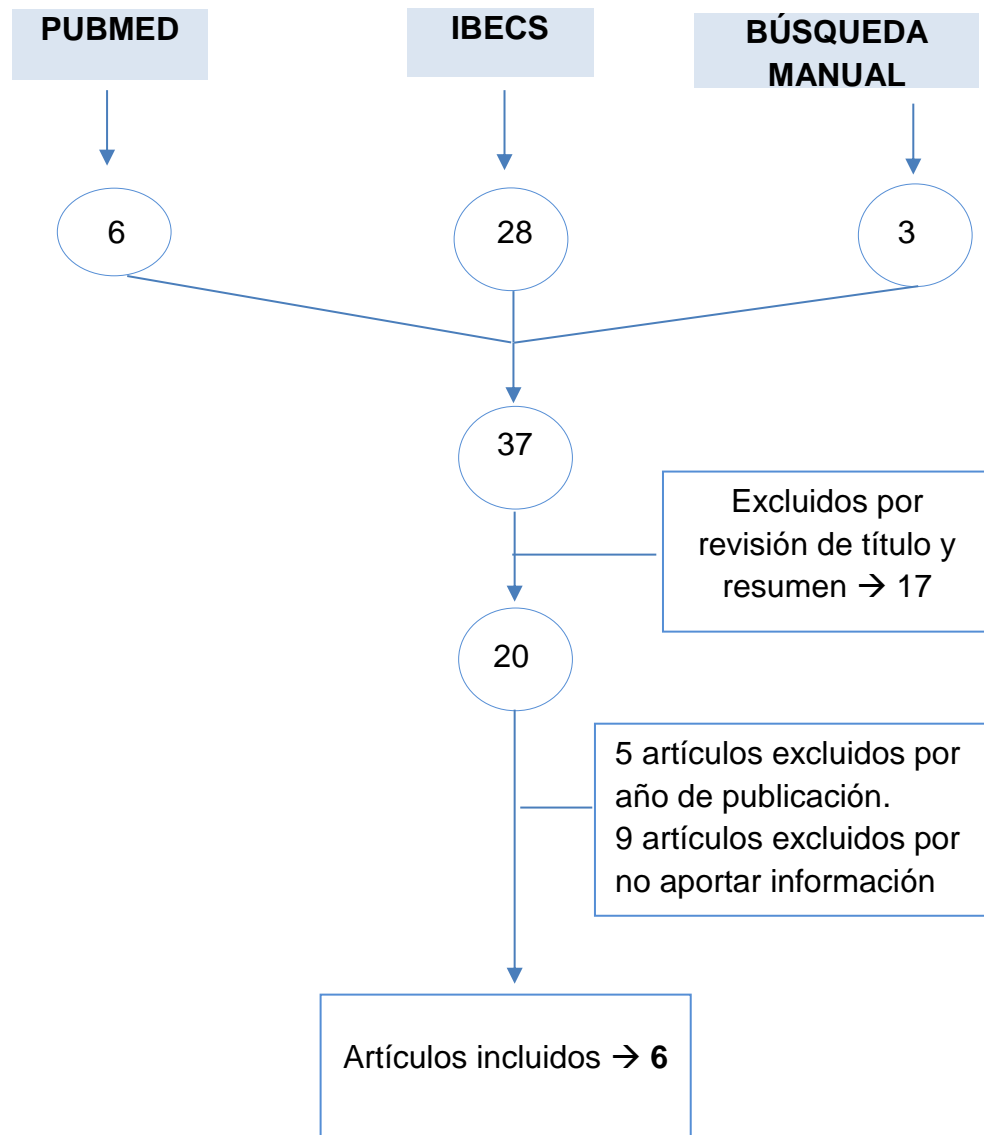 PUBMED
IBECS
BÚSQUEDA
MANUAL
6
28
3
37
Excluidos por
revisión de título y
resumen → 17
20
5 artículos excluidos por
año de publicación.
9 artículos excluidos por
no aportar información
Artículos incluidos → 6